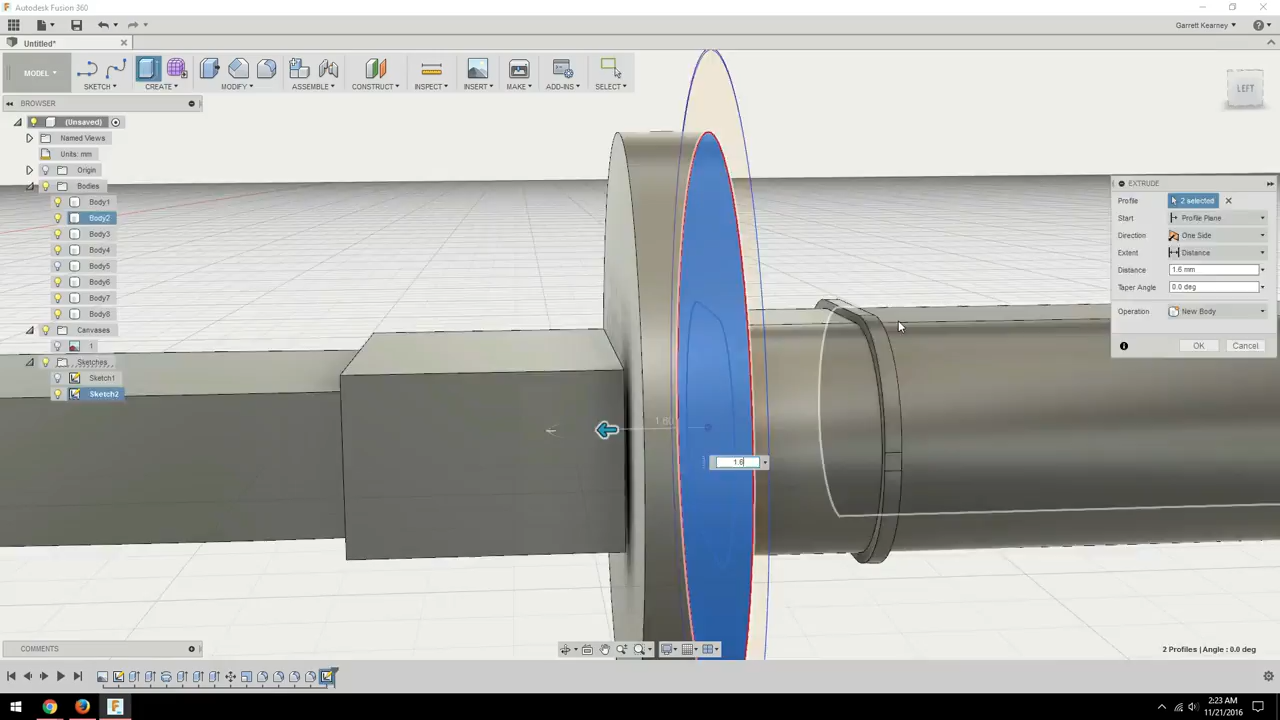 Autodesk Fusion 360
Garrett Kearney
Untitled*
MODEL
SKETCH
CREATE
MODIFY
ASSEMBLE
CONSTRUCT
INSPECT
INSERT
MAKE
ADD-INS
SELECT
LEFT
BROWSER
(Unsaved)
Named Views
Units: mm
Origin
Bodies
Body1
Body2
Body3
Body4
Body5
Body6
Body7
Body8
Canvases
1
Sketches
Sketch1
Sketch2
EXTRUDE
Profile 2 selected
Start Profile Plane
Direction One Side
Extent Distance
Distance 1.6 mm
Taper Angle 0.0 deg
Operation New Body
OK Cancel
1.60
1.6
COMMENTS
2 Profiles | Angle : 0.0 deg
2:23 AM
11/21/2016